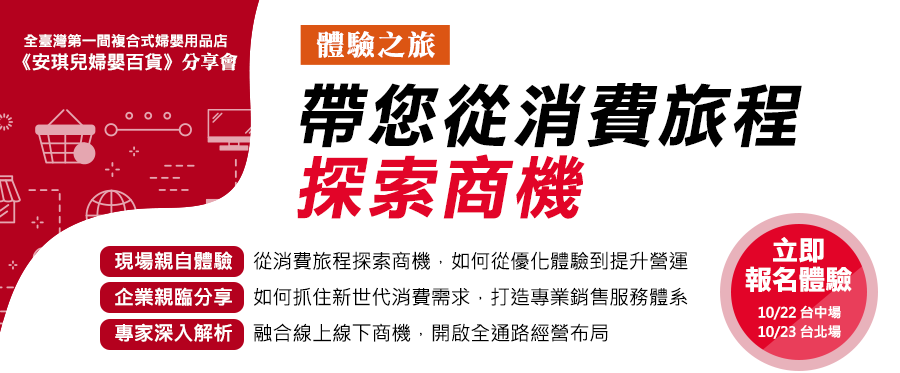 全臺灣第一間複合式婦嬰用品店
《安琪兒婦嬰百貨》分享會
體驗之旅
帶您從消費旅程
探索商機
現場親自體驗 從消費旅程探索商機，如何從優化體驗到提升營運
企業親臨分享 如何抓住新世代消費需求，打造專業銷售服務體系
專家深入解析 融合線上線下商機，開啟全通路經營布局
立即
報名體驗
10/22 台中場
10/23 台北場